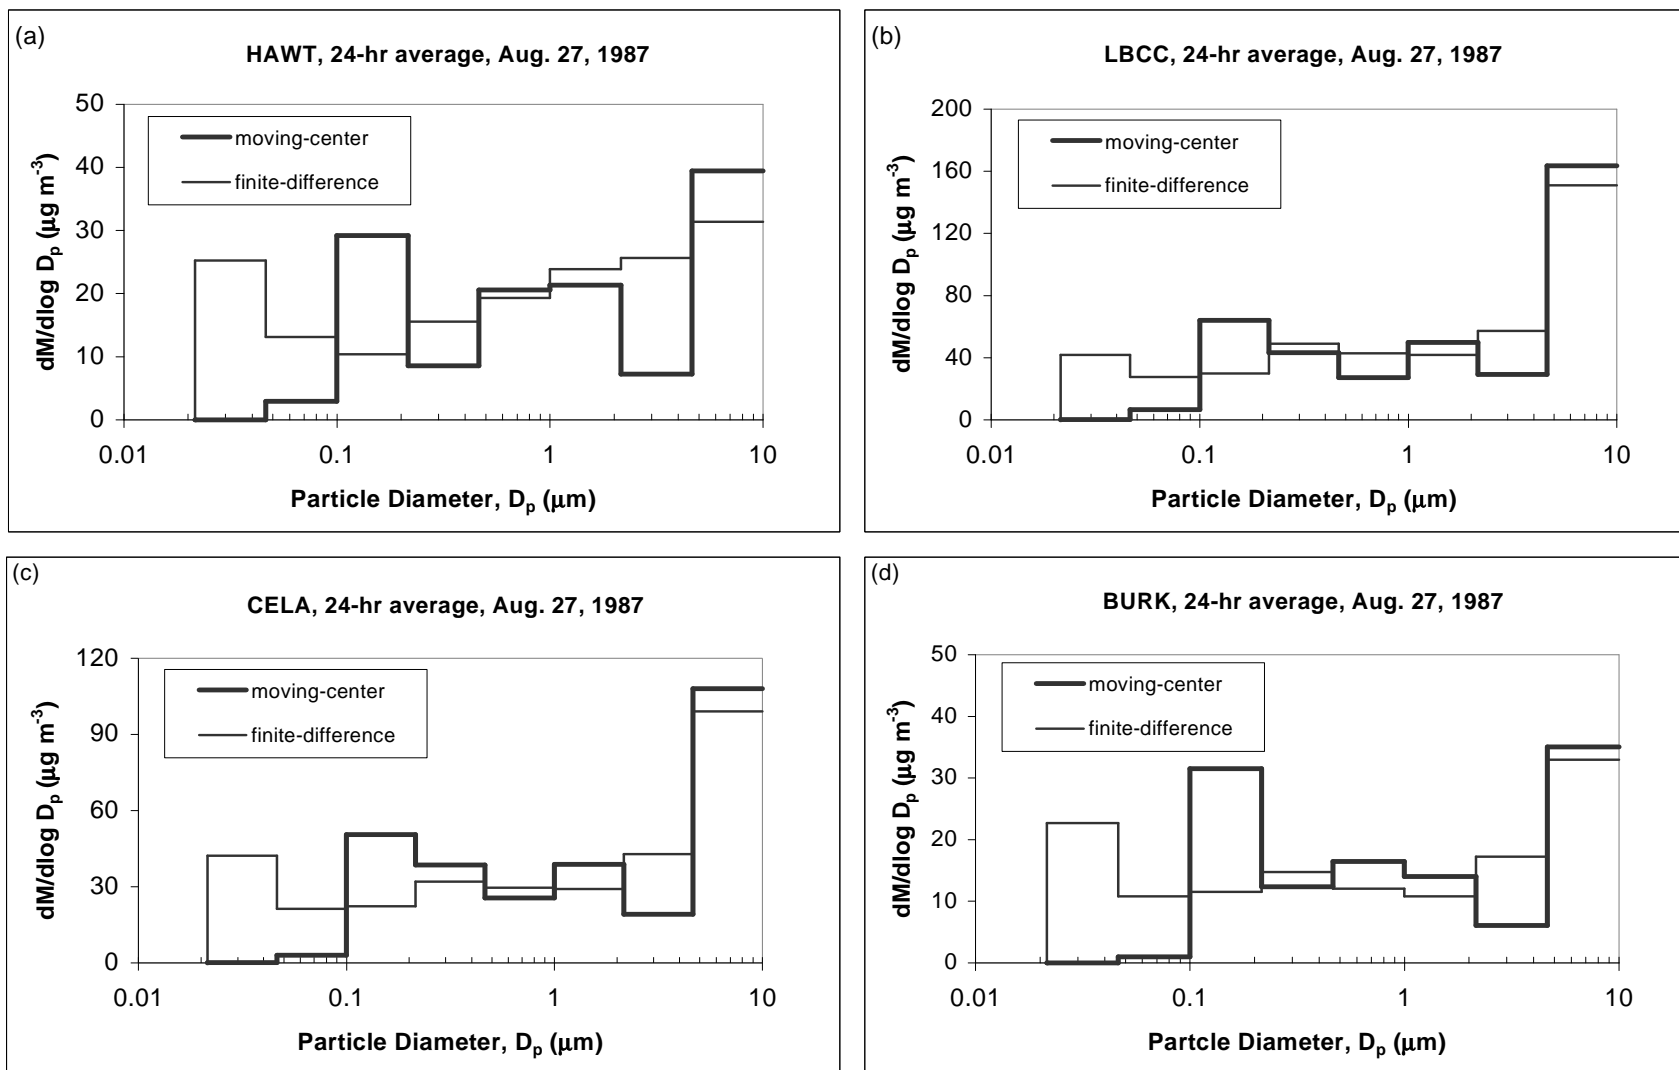 (a)
HAWT, 24-hr average, Aug. 27, 1987
50
40
30
20
10
0
dM/dlog Dp (μg m-3)
moving-center
finite-difference
0.01
0.1
1
10
Particle Diameter, Dp (μm)
(b)
LBCC, 24-hr average, Aug. 27, 1987
200
160
120
80
40
0
dM/dlog Dp (μg m-3)
moving-center
finite-difference
0.01
0.1
1
10
Particle Diameter, Dp (μm)
(c)
CELA, 24-hr average, Aug. 27, 1987
120
90
60
30
0
dM/dlog Dp (μg m-3)
moving-center
finite-difference
0.01
0.1
1
10
Particle Diameter, Dp (μm)
(d)
BURK, 24-hr average, Aug. 27, 1987
50
40
30
20
10
0
dM/dlog Dp (μg m-3)
moving-center
finite-difference
0.01
0.1
1
10
Partcle Diameter, Dp (μm)